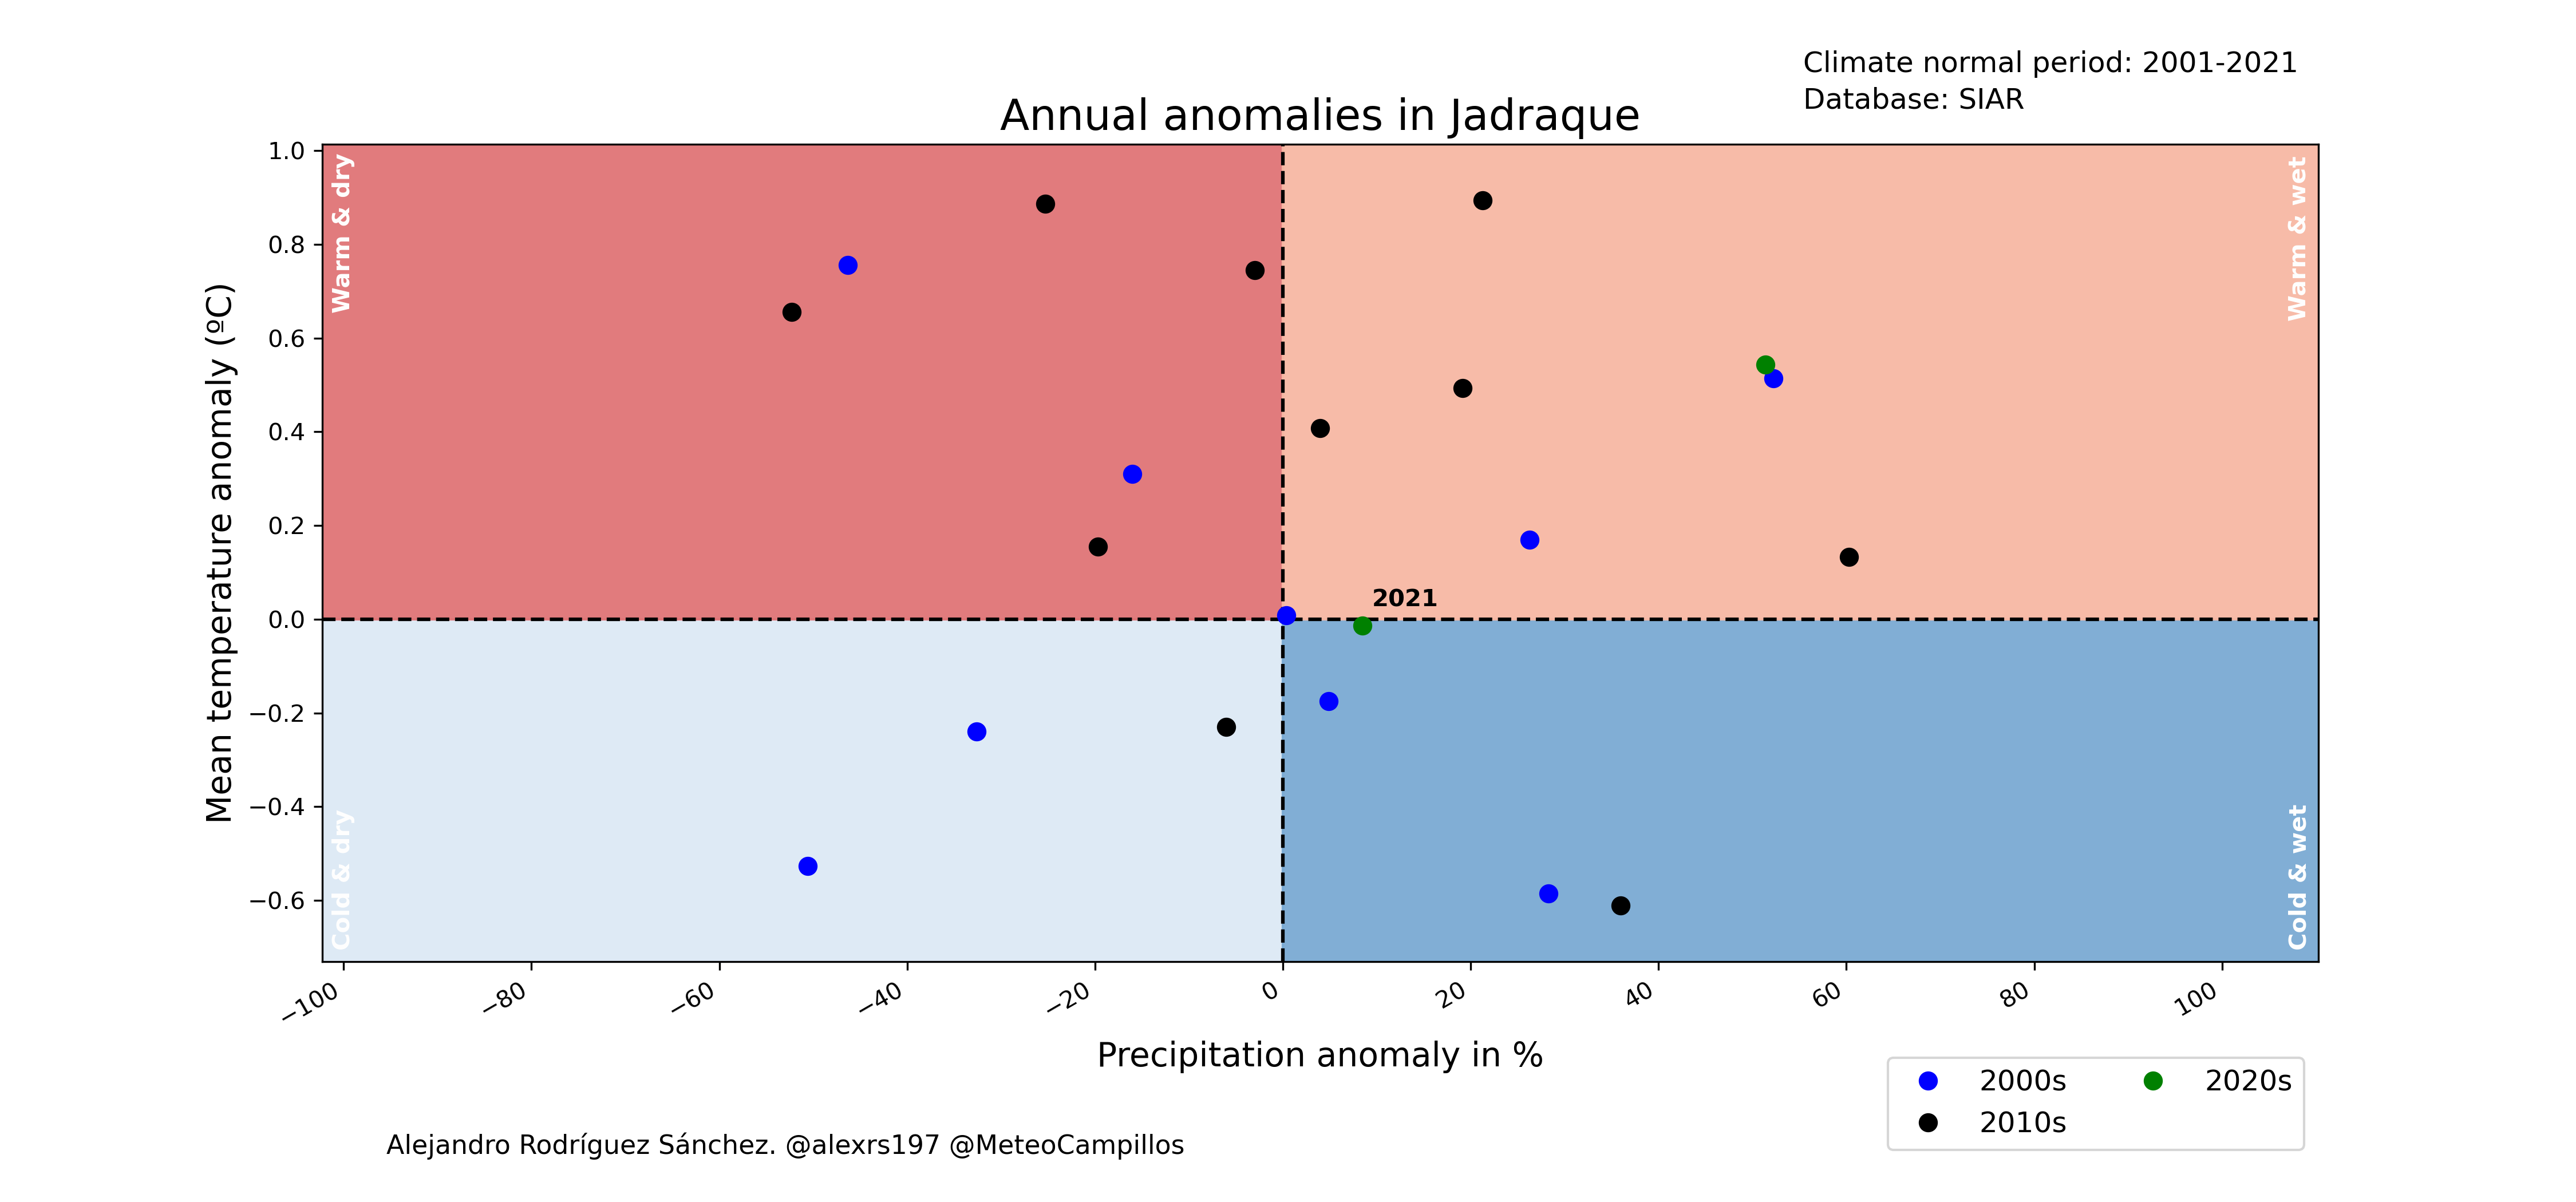 Climate normal period: 2001-2021
Database: SIAR
Annual anomalies in Jadraque
Warm & dry
Warm & wet
Cold & dry
Cold & wet
2021
Mean temperature anomaly (ºC)
1.0
0.8
0.6
0.4
0.2
0.0
−0.2
−0.4
−0.6
−100
−80
−60
−40
−20
0
20
40
60
80
100
Precipitation anomaly in %
2000s
2010s
2020s
Alejandro Rodríguez Sánchez. @alexrs197 @MeteoCampillos